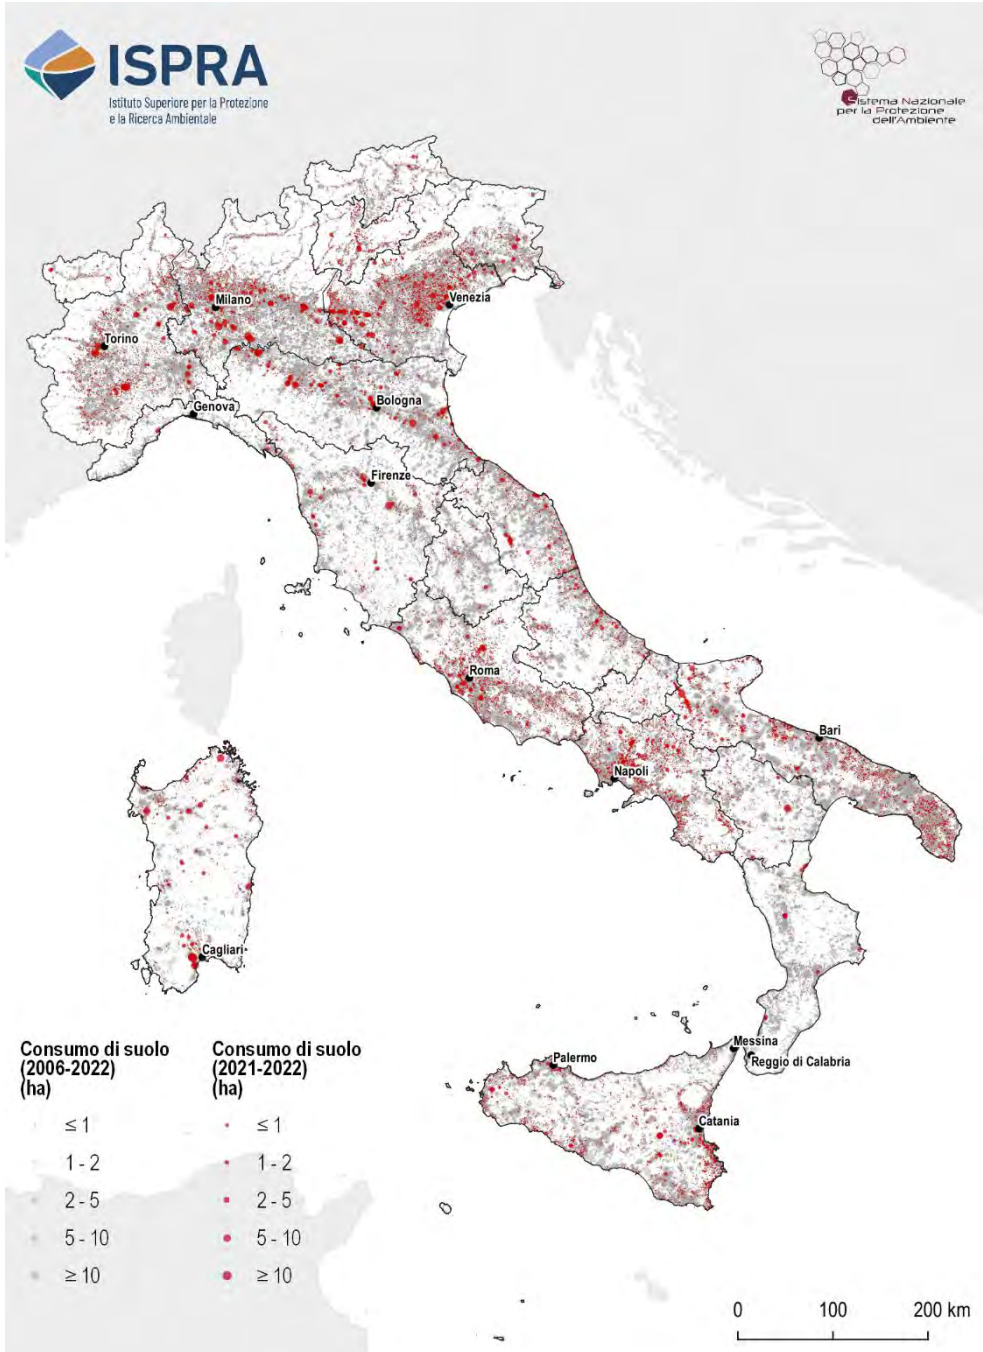 ISPRA
Istituto Superiore per la Protezione
e la Ricerca Ambientale
Sistema Nazionale
per la Protezione
dell'Ambiente
Milano
Venezia
Torino
Genova
Bologna
Firenze
Roma
Bari
Napoli
Cagliari
Messina
Palermo
Reggio di Calabria
Catania
Consumo di suolo
(2006-2022)
(ha)
≤ 1
1 - 2
2 - 5
5 - 10
≥ 10
Consumo di suolo
(2021-2022)
(ha)
≤ 1
1 - 2
2 - 5
5 - 10
≥ 10
0 100 200 km